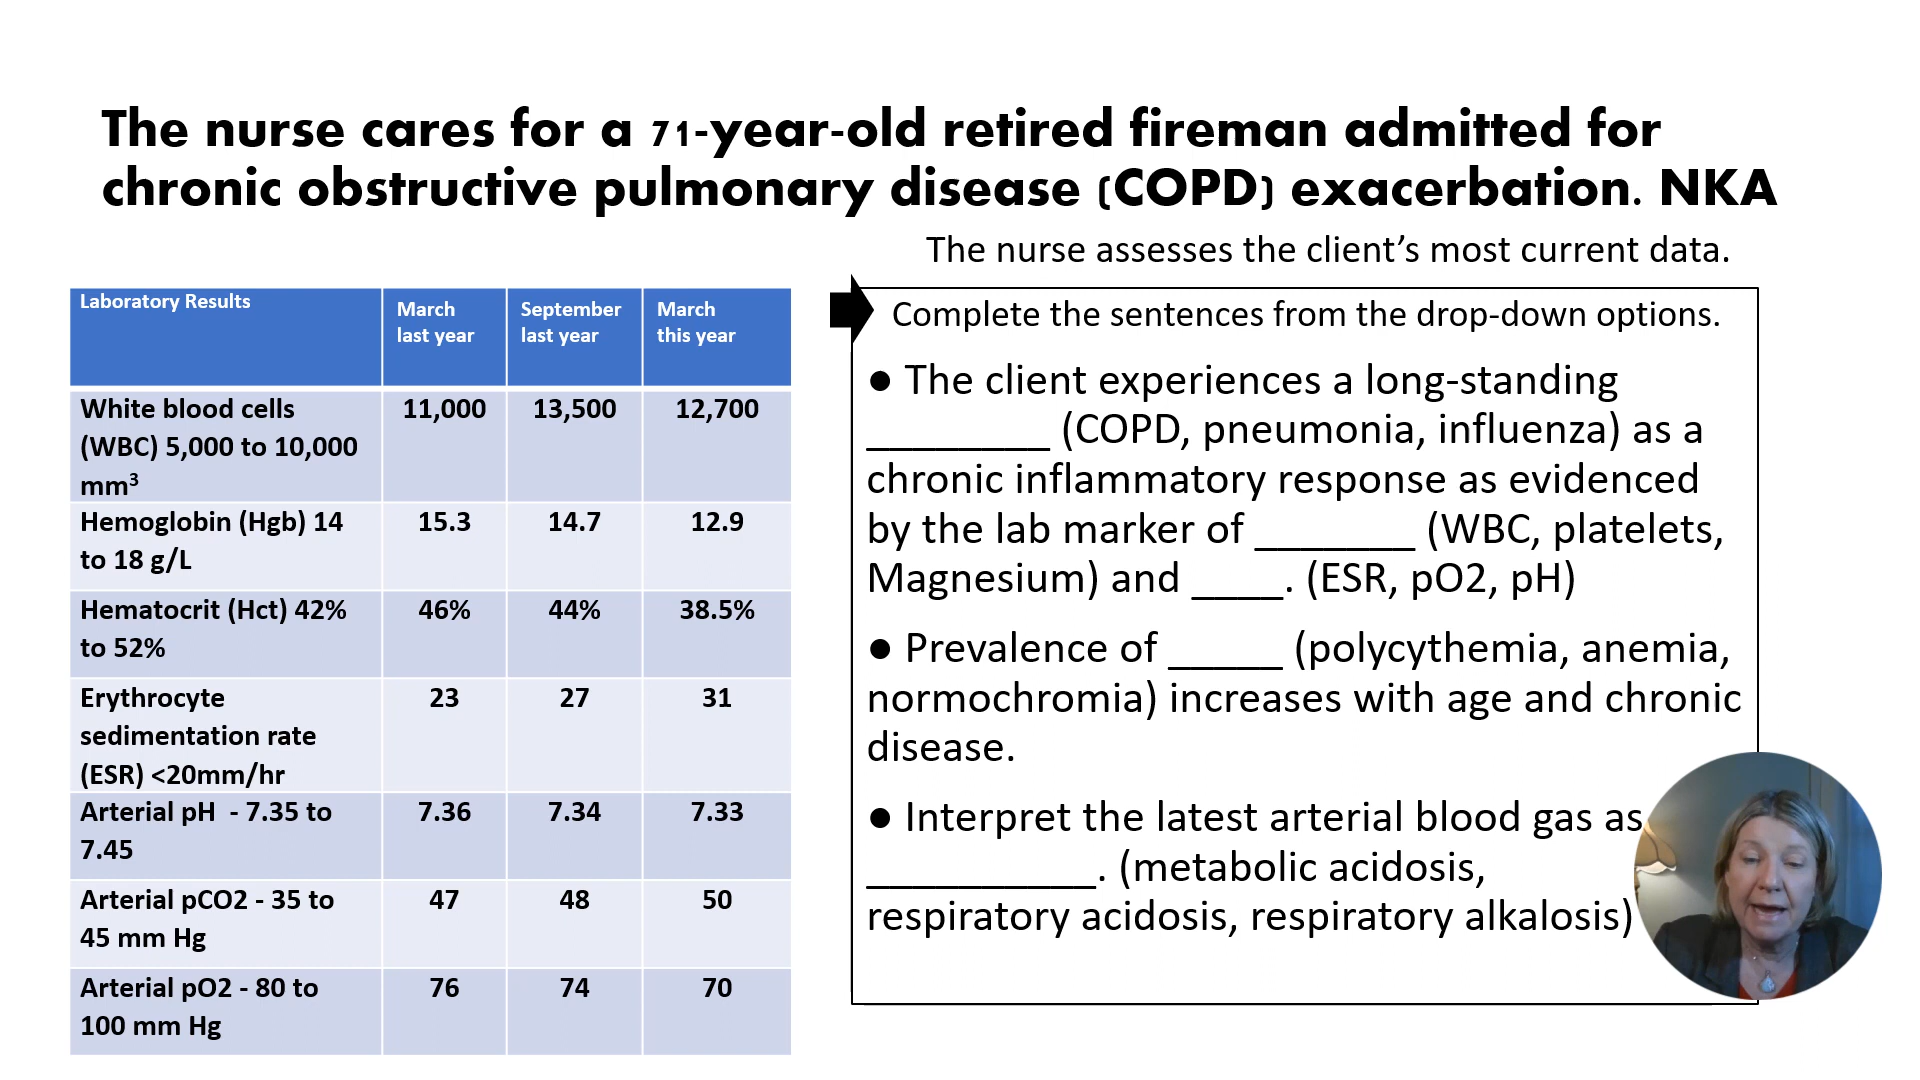 The nurse cares for a 71-year-old retired fireman admitted for
chronic obstructive pulmonary disease (COPD) exacerbation. NKA
The nurse assesses the client’s most current data.
Laboratory Results
March last year
September last year
March this year
White blood cells (WBC) 5,000 to 10,000 mm³
11,000
13,500
12,700
Hemoglobin (Hgb) 14 to 18 g/L
15.3
14.7
12.9
Hematocrit (Hct) 42% to 52%
46%
44%
38.5%
Erythrocyte sedimentation rate (ESR) <20mm/hr
23
27
31
Arterial pH - 7.35 to 7.45
7.36
7.34
7.33
Arterial pCO2 - 35 to 45 mm Hg
47
48
50
Arterial pO2 - 80 to 100 mm Hg
76
74
70
Complete the sentences from the drop-down options.
● The client experiences a long-standing
________ (COPD, pneumonia, influenza) as a
chronic inflammatory response as evidenced
by the lab marker of _______ (WBC, platelets,
Magnesium) and ____. (ESR, pO2, pH)
● Prevalence of _____ (polycythemia, anemia,
normochromia) increases with age and chronic
disease.
● Interpret the latest arterial blood gas as
__________. (metabolic acidosis,
respiratory acidosis, respiratory alkalosis)